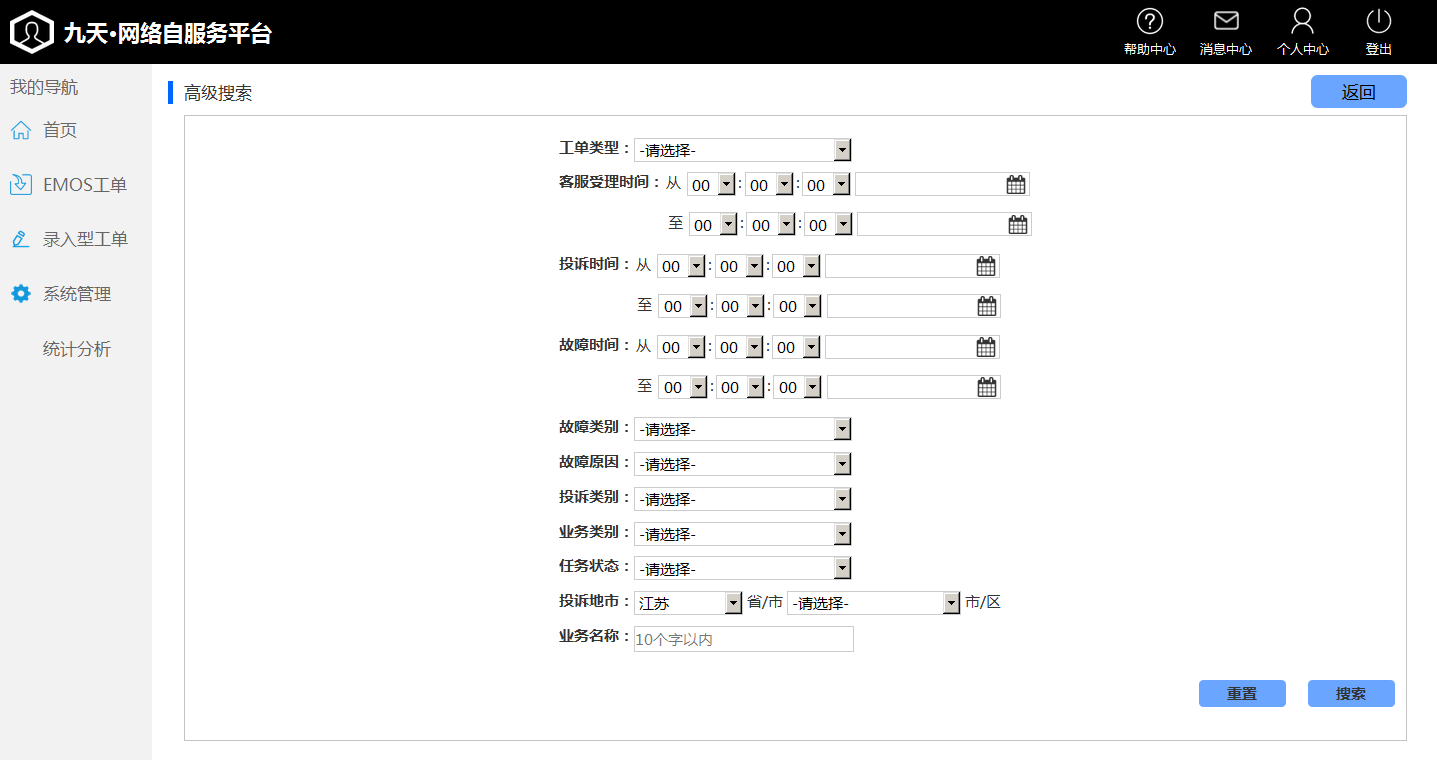 九天•网络自服务平台
帮助中心 消息中心 个人中心 登出
我的导航
首页
EMOS工单
录入型工单
系统管理
统计分析
高级搜索
返回
工单类型： -请选择-
客服受理时间： 从 00 : 00 : 00
至 00 : 00 : 00
投诉时间： 从 00 : 00 : 00
至 00 : 00 : 00
故障时间： 从 00 : 00 : 00
至 00 : 00 : 00
故障类别： -请选择-
故障原因： -请选择-
投诉类别： -请选择-
业务类别： -请选择-
任务状态： -请选择-
投诉地市： 江苏 省/市 -请选择- 市/区
业务名称： 10个字以内
重置 搜索